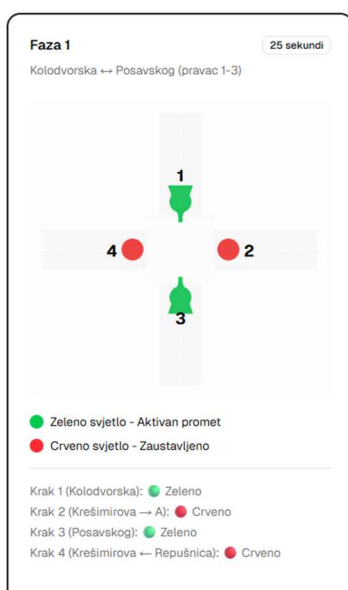 Faza 1
25 sekundi
Kolodvorska ↔ Posavskog (pravac 1-3)
1
4
2
3
Zeleno svjetlo - Aktivan promet
Crveno svjetlo - Zaustavljeno
Krak 1 (Kolodvorska): Zeleno
Krak 2 (Krešimirova → A): Crveno
Krak 3 (Posavskog): Zeleno
Krak 4 (Krešimirova ← Repušnica): Crveno